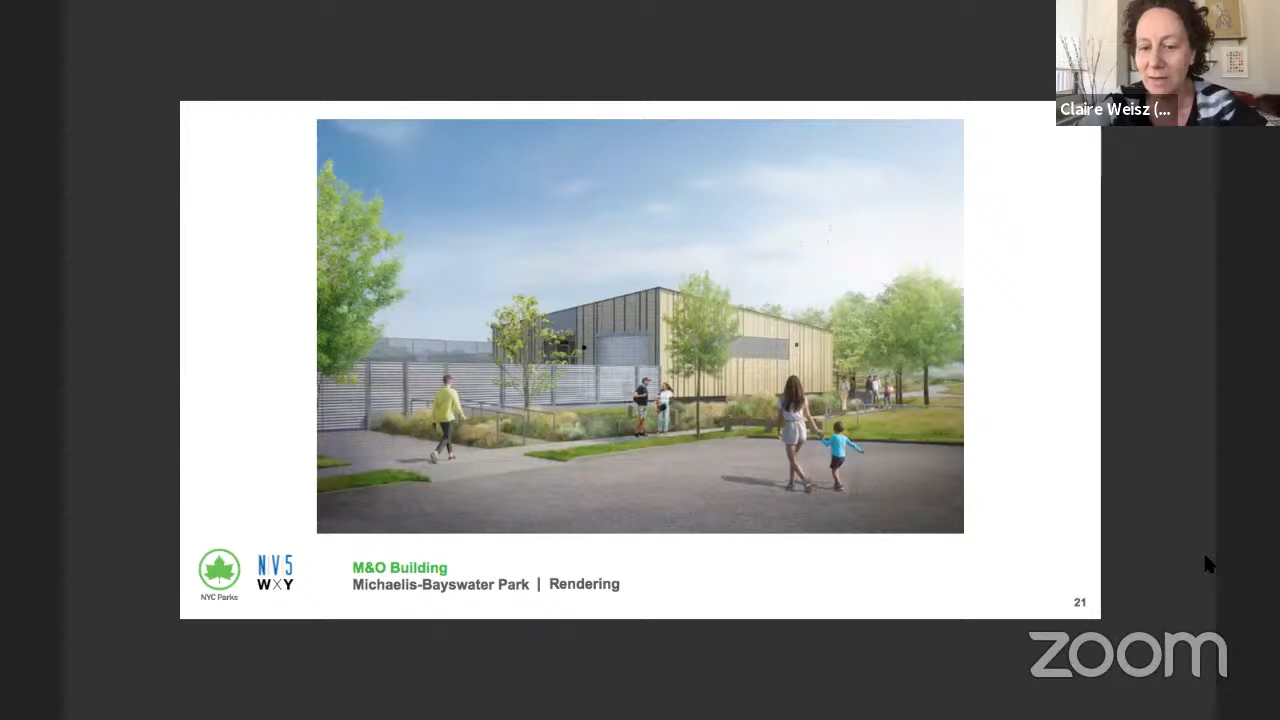 Claire Weisz (...
NYC Parks
NV5
WXY
M&O Building
Michaelis-Bayswater Park | Rendering
21
zoom